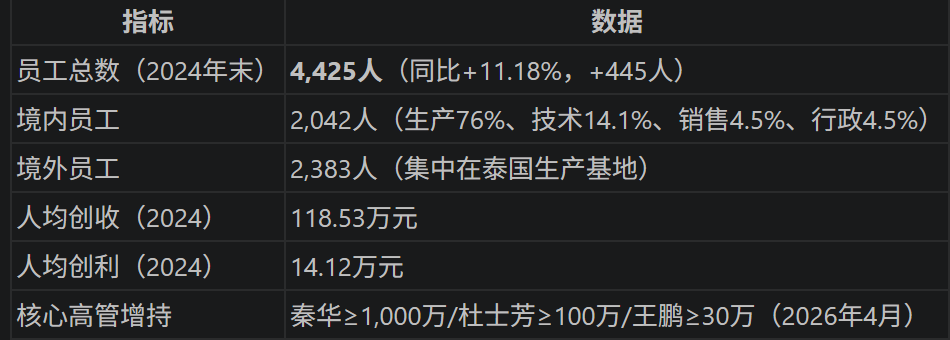 指标 数据
员工总数（2024年末） 4,425人（同比+11.18%，+445人）
境内员工 2,042人（生产76%、技术14.1%、销售4.5%、行政4.5%）
境外员工 2,383人（集中在泰国生产基地）
人均创收（2024） 118.53万元
人均创利（2024） 14.12万元
核心高管增持 秦华≥1,000万/杜士芳≥100万/王鹏≥30万（2026年4月）